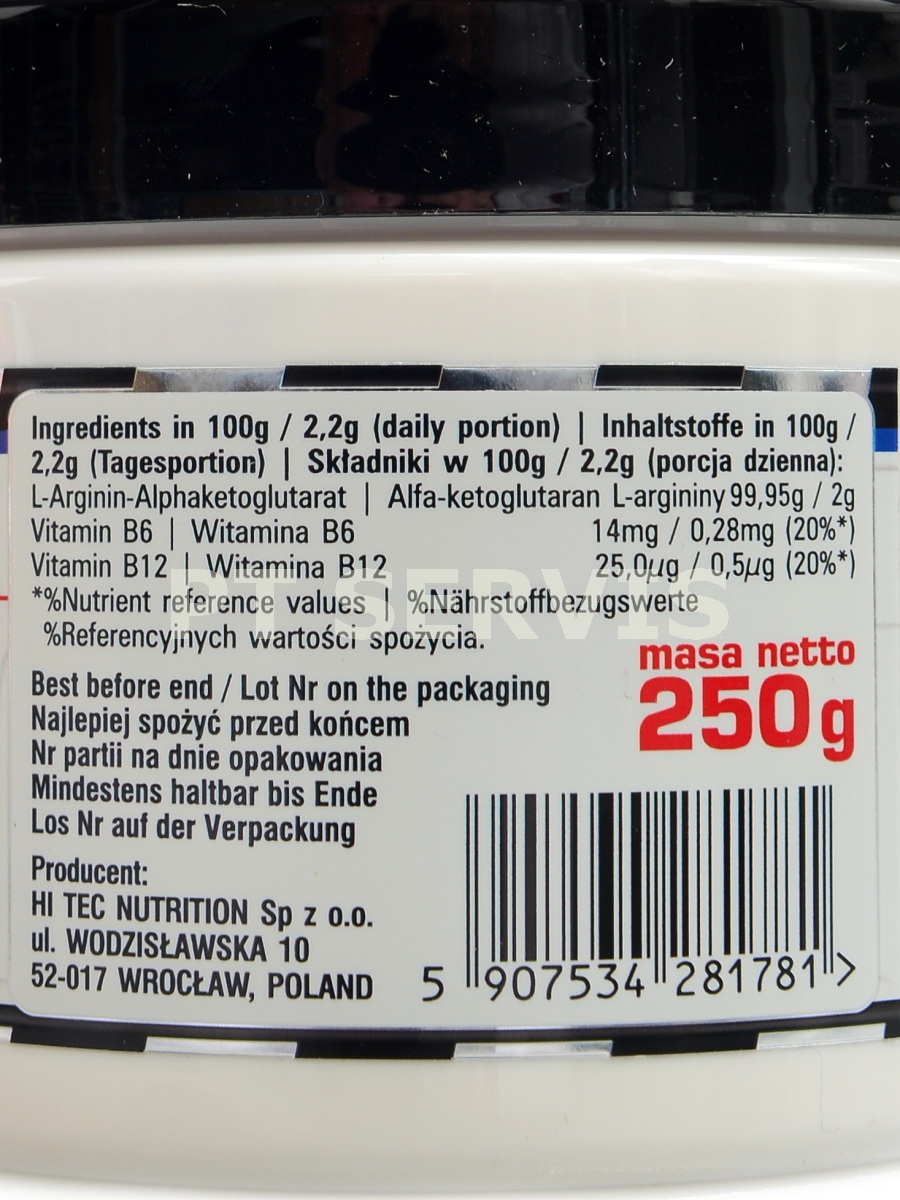 Ingredients in 100g / 2,2g (daily portion) | Inhaltstoffe in 100g /
2,2g (Tagesportion) | Składniki w 100g / 2,2g (porcja dzienna):
L-Arginin-Alphaketoglutarat | Alfa-ketoglutaran L-argininy 99,95g / 2g
Vitamin B6 | Witamina B6 14mg / 0,28mg (20%*)
Vitamin B12 | Witamina B12 25,0µg / 0,5µg (20%*)
*%Nutrient reference values | %Nährstoffbezugswerte
%Referencyjnych wartości spożycia.
PT SERVIS
masa netto
250g
Best before end / Lot Nr on the packaging
Najlepiej spożyć przed końcem
Nr partii na dnie opakowania
Mindestens haltbar bis Ende
Los Nr auf der Verpackung
Producent:
HI TEC NUTRITION Sp z o.o.
ul. WODZISŁAWSKA 10
52-017 WROCŁAW, POLAND
5 907534 281781 >